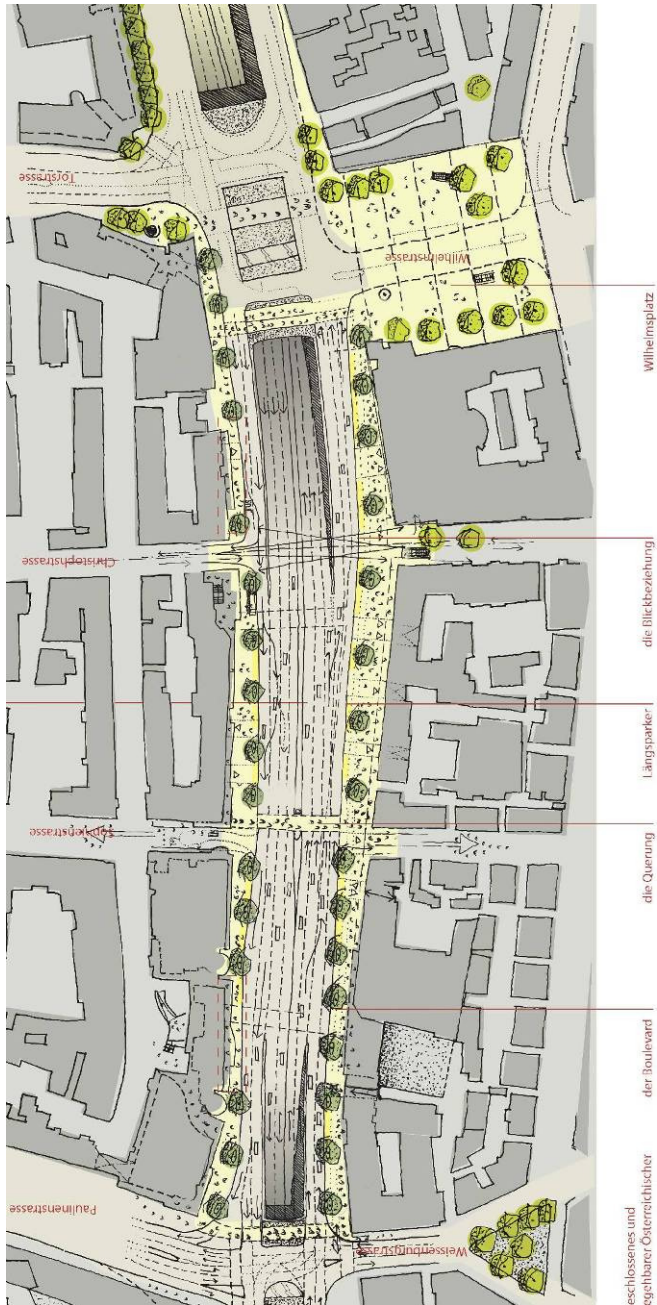 Torstrasse
Wilhelmstrasse
Christophstrasse
Sophienstrasse
Paulinenstrasse
Weissenburgstrasse
Wilhelmsplatz
die Blickbeziehung
Längsparker
die Querung
der Boulevard
eschlossenes und
egehbarer Österreichischer